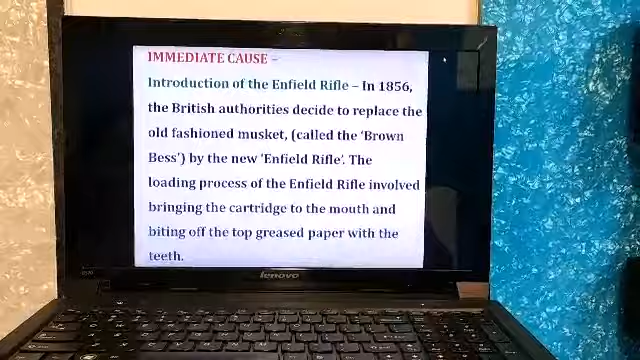 IMMEDIATE CAUSE –
Introduction of the Enfield Rifle – In 1856,
the British authorities decide to replace the
old fashioned musket, (called the 'Brown
Bess') by the new 'Enfield Rifle'. The
loading process of the Enfield Rifle involved
bringing the cartridge to the mouth and
biting off the top greased paper with the
teeth.
lenovo